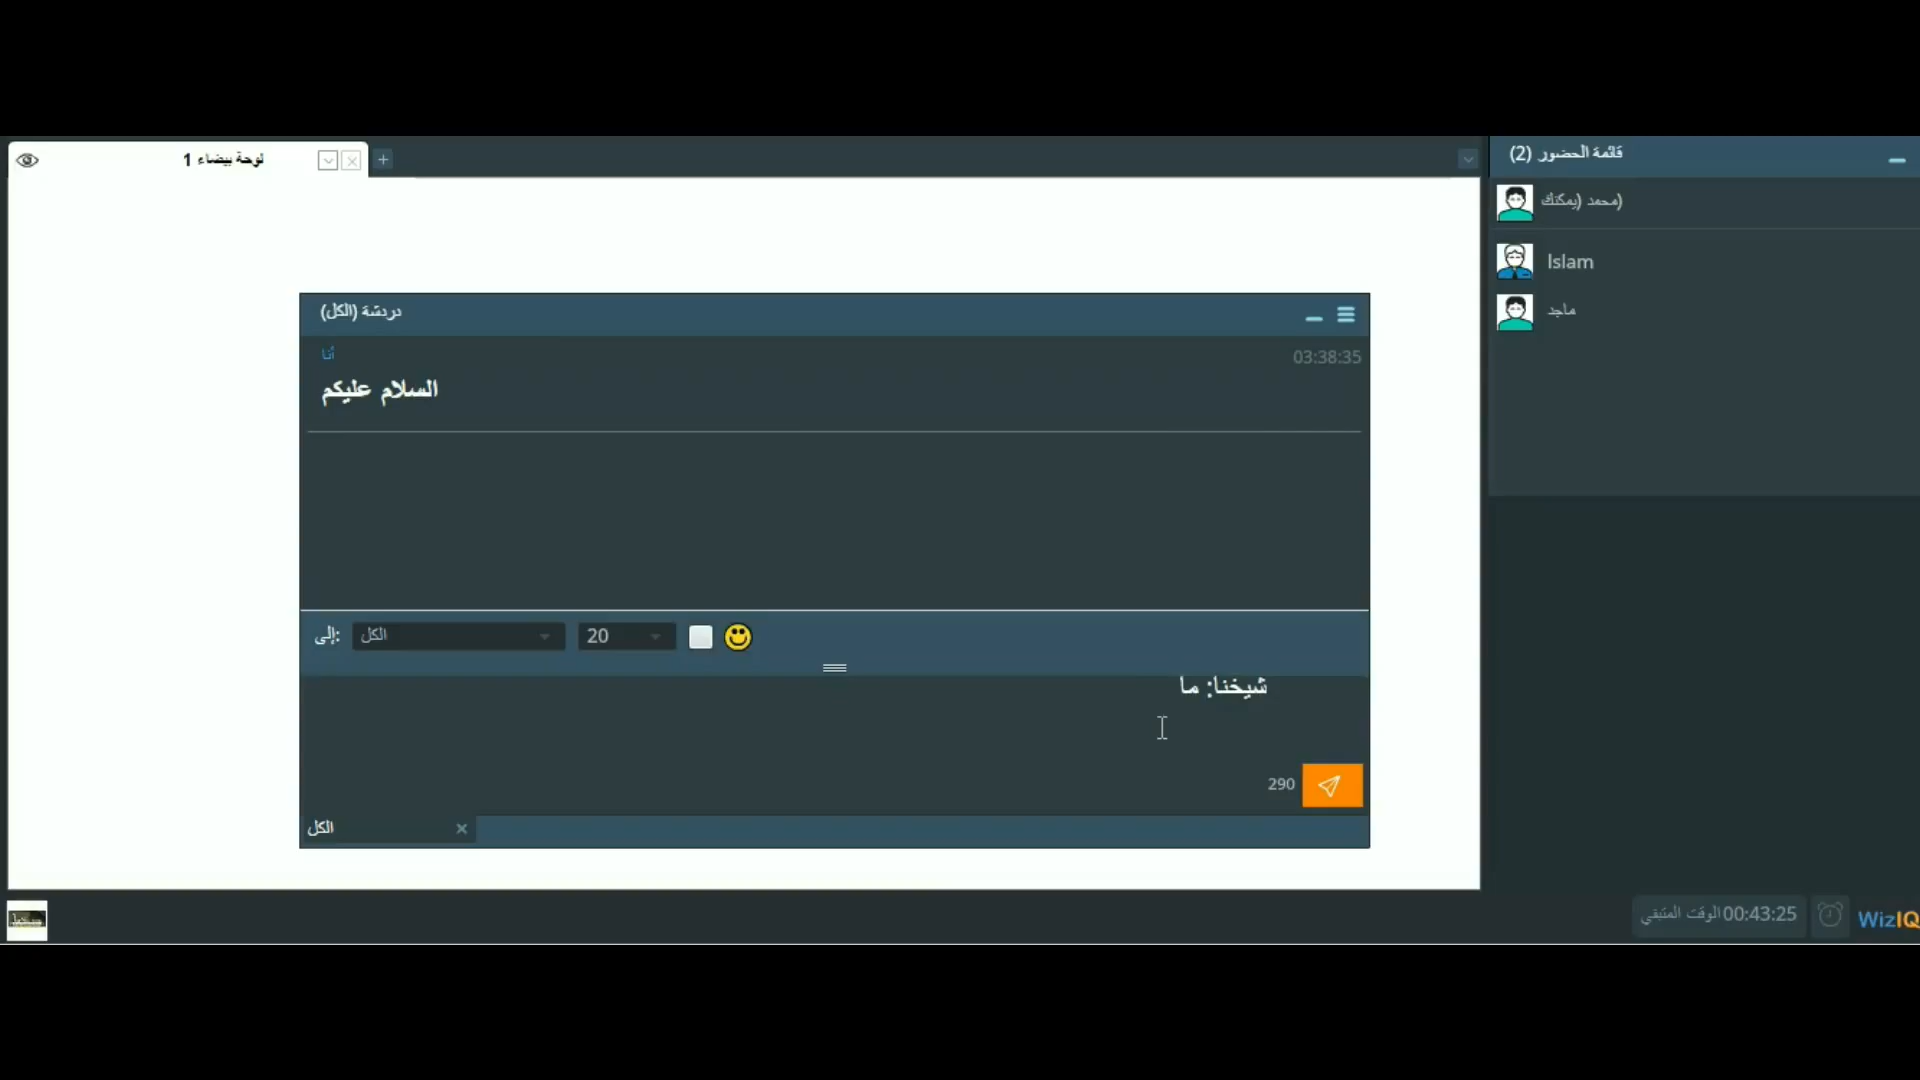 لوحة بيضاء 1
قائمة الحضور (2)
محمد (يمكنك)
Islam
ماجد
دردشة (الكل)
أنا
03:38:35
السلام عليكم
إلى:
الكل
20
شيخنا: ما
290
الكل
الوقت المتبقي 00:43:25
WizIQ